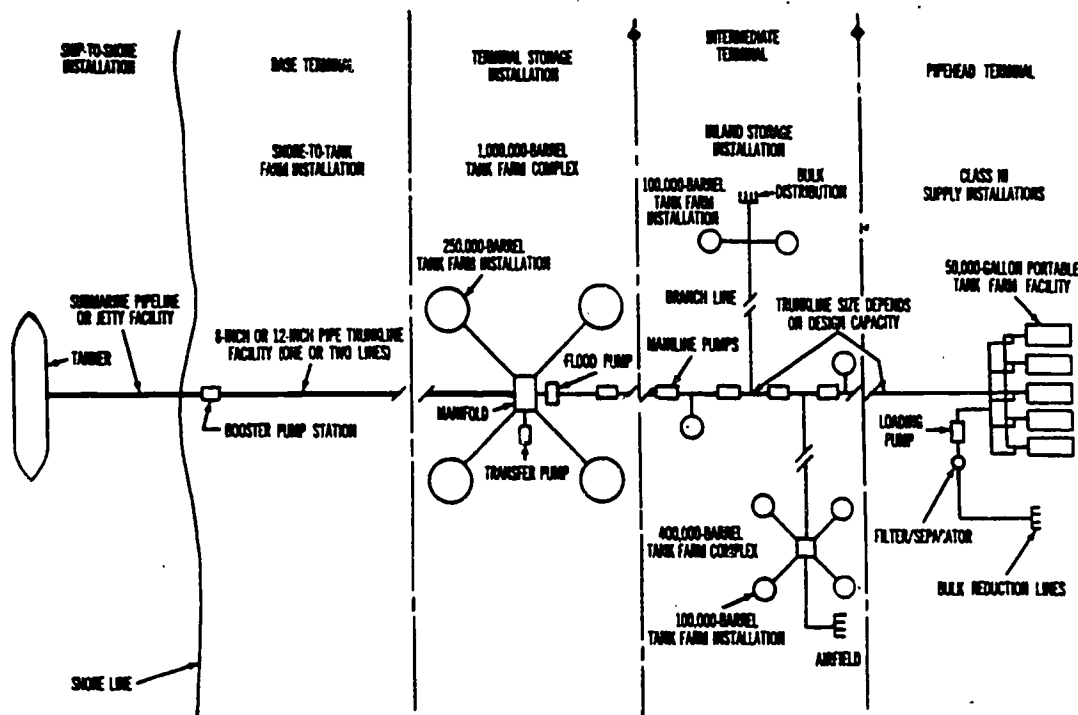 SHIP-TO-SHORE
INSTALLATION
BASE TERMINAL
TERMINAL STORAGE
INSTALLATION
INTERMEDIATE
TERMINAL
PIPEHEAD TERMINAL
SHORE-TO-TANK
FARM INSTALLATION
1,000,000-BARREL
TANK FARM COMPLEX
INLAND STORAGE
INSTALLATION
CLASS III
SUPPLY INSTALLATIONS
100,000-BARREL
TANK FARM
INSTALLATION
BULK
DISTRIBUTION
250,000-BARREL
TANK FARM INSTALLATION
50,000-GALLON PORTABLE
TANK FARM FACILITY
SUBMARINE PIPELINE
OR JETTY FACILITY
BRANCH LINE
TRUNKLINE SIZE DEPENDS
ON DESIGN CAPACITY
8-INCH OR 12-INCH PIPE TRUNKLINE
FACILITY (ONE OR TWO LINES)
TANKER
FLOOD PUMP
MAINLINE PUMPS
MANIFOLD
BOOSTER PUMP STATION
TRANSFER PUMP
LOADING
PUMP
FILTER/SEPARATOR
400,000-BARREL
TANK FARM COMPLEX
BULK REDUCTION LINES
100,000-BARREL
TANK FARM INSTALLATION
AIRFIELD
SHORE LINE